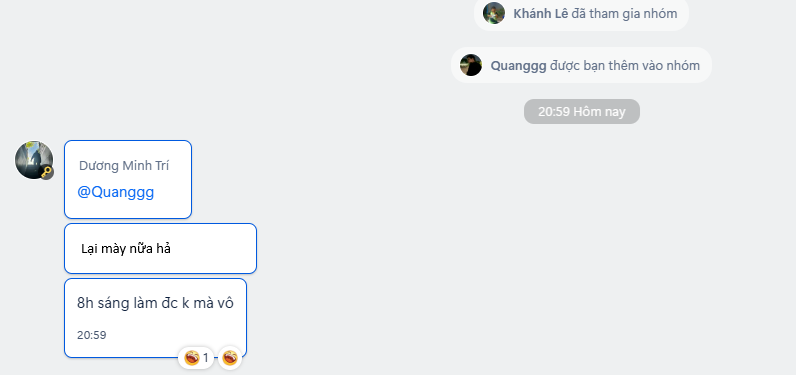 Khánh Lê đã tham gia nhóm
Quanggg được bạn thêm vào nhóm
20:59 Hôm nay
Dương Minh Trí
@Quanggg
Lại mày nữa hả
8h sáng làm đc k mà vô
20:59
1